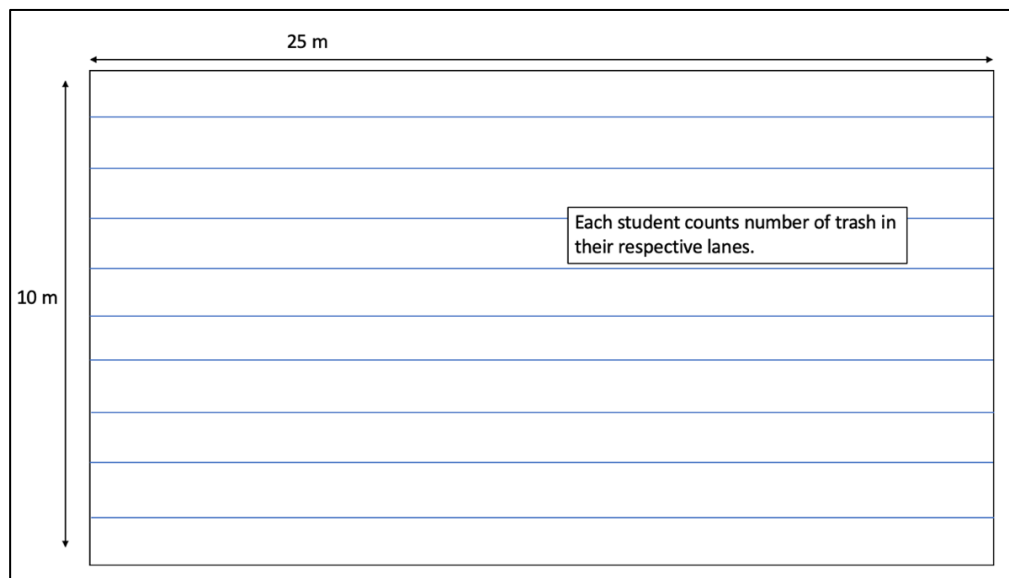 25 m
Each student counts number of trash in
their respective lanes.
10 m